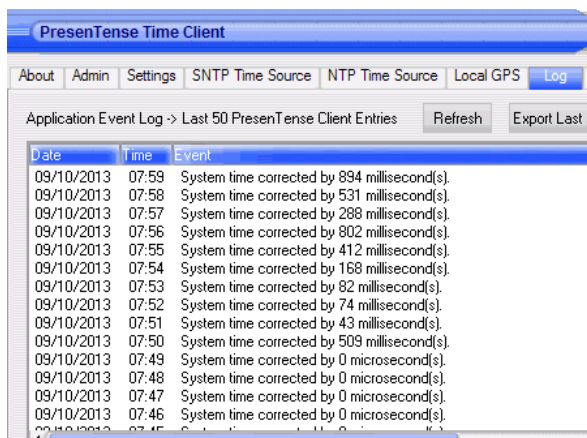 PresenTense Time Client
About Admin Settings SNTP Time Source NTP Time Source Local GPS Log
Application Event Log -> Last 50 PresenTense Client Entries Refresh Export Last
Date Time Event
09/10/2013 07:59 System time corrected by 894 millisecond(s).
09/10/2013 07:58 System time corrected by 531 millisecond(s).
09/10/2013 07:57 System time corrected by 288 millisecond(s).
09/10/2013 07:56 System time corrected by 802 millisecond(s).
09/10/2013 07:55 System time corrected by 412 millisecond(s).
09/10/2013 07:54 System time corrected by 168 millisecond(s).
09/10/2013 07:53 System time corrected by 82 millisecond(s).
09/10/2013 07:52 System time corrected by 74 millisecond(s).
09/10/2013 07:51 System time corrected by 43 millisecond(s).
09/10/2013 07:50 System time corrected by 509 millisecond(s).
09/10/2013 07:49 System time corrected by 0 microsecond(s).
09/10/2013 07:48 System time corrected by 0 microsecond(s).
09/10/2013 07:47 System time corrected by 0 microsecond(s).
09/10/2013 07:46 System time corrected by 0 microsecond(s).